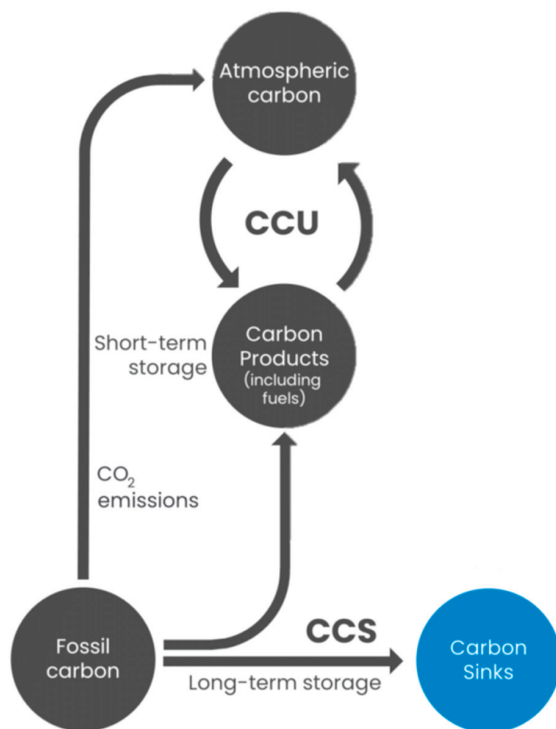 Atmospheric
carbon
CCU
Short-term
storage
Carbon
Products
(including
fuels)
CO₂
emissions
Fossil
carbon
CCS
Long-term storage
Carbon
Sinks